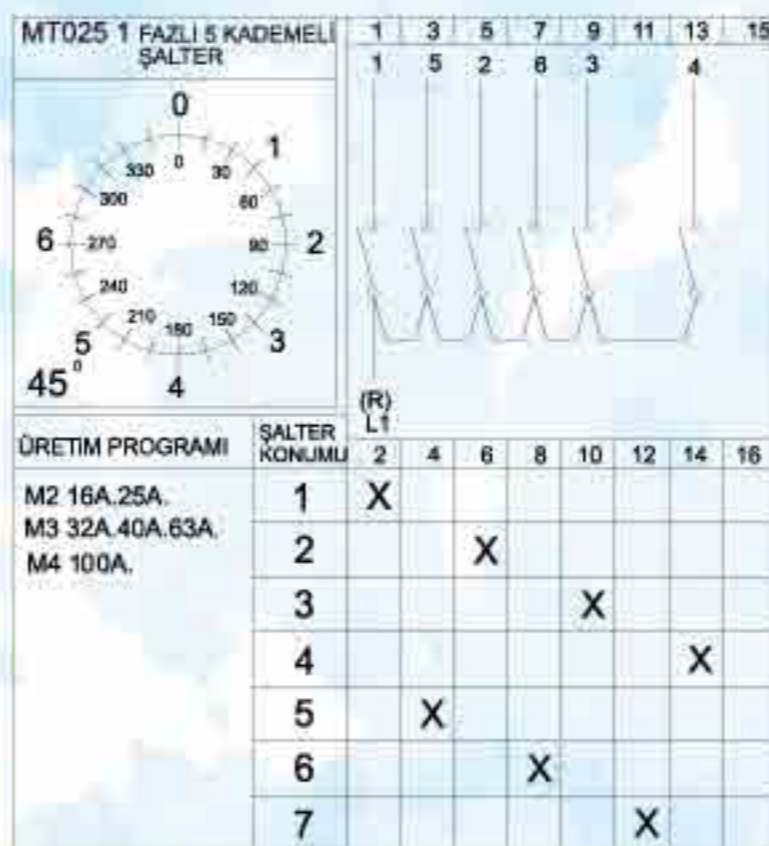 MT025 1 FAZLI 5 KADEMELİ
ŞALTER
0
1
2
3
4
5
6
0
30
60
90
120
150
180
210
240
270
300
330
45°
1 3 5 7 9 11 13 15
1 5 2 6 3 4
(R)
L1
ÜRETİM PROGRAMI
M2 16A.25A.
M3 32A.40A.63A.
M4 100A.
ŞALTER
KONUMU
2 4 6 8 10 12 14 16
1 X
2 X
3 X
4 X
5 X
6 X
7 X